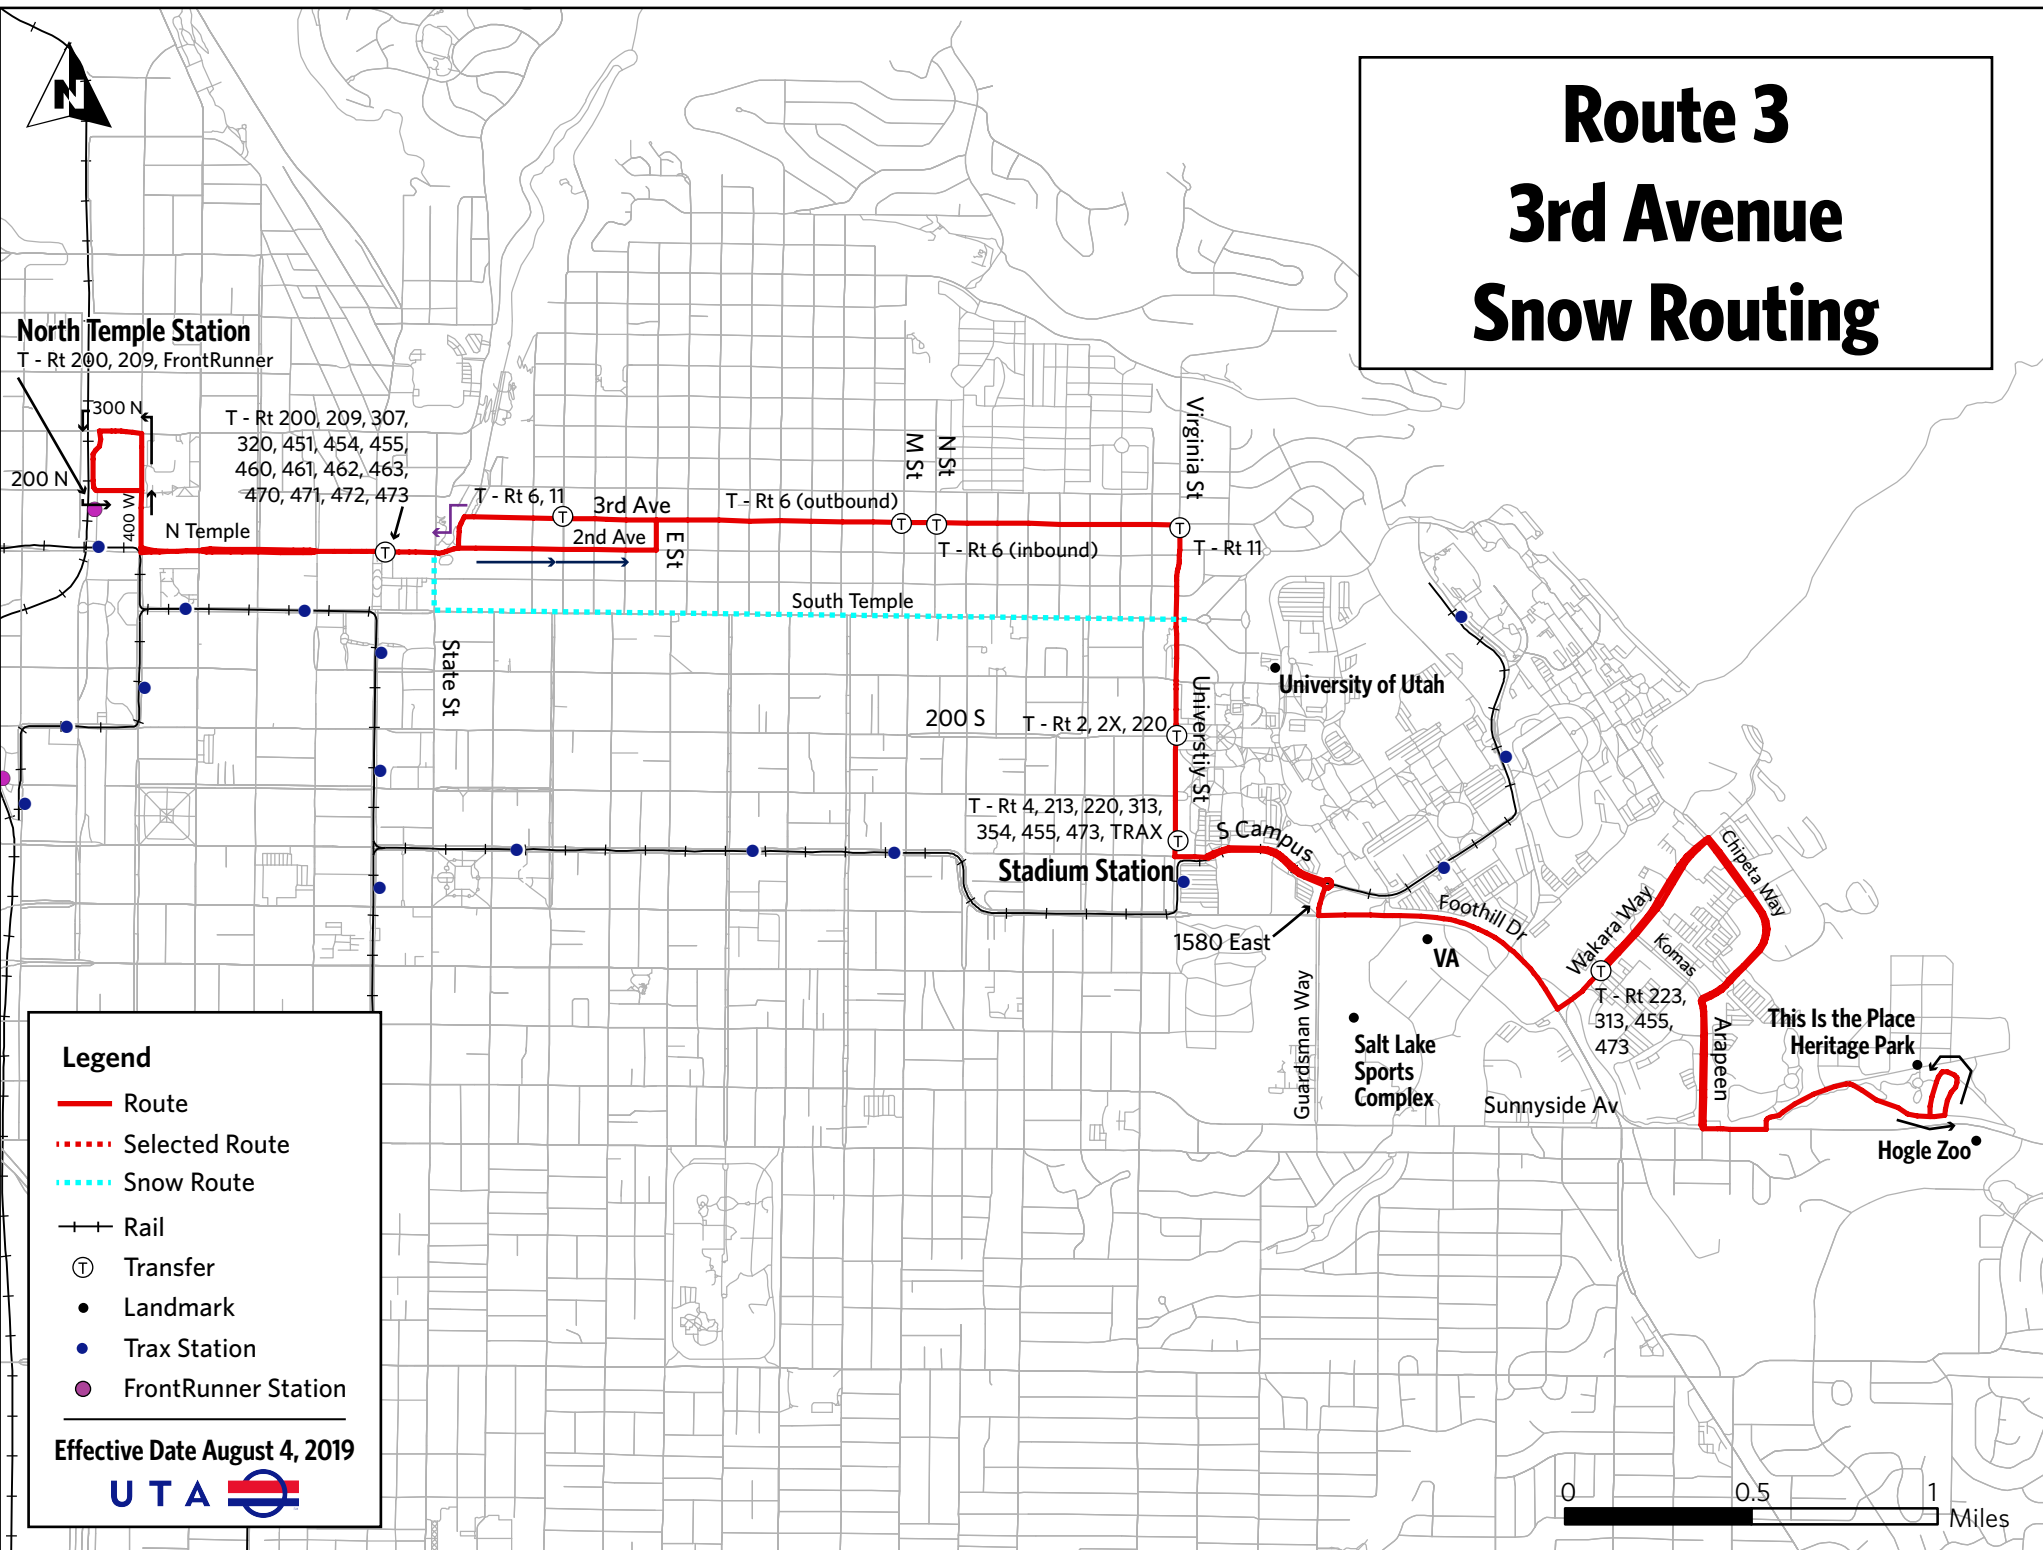 Route 3
3rd Avenue
Snow Routing
N
North Temple Station
T - Rt 200, 209, FrontRunner
300 N
200 N
400 W
N Temple
T - Rt 200, 209, 307,
320, 451, 454, 455,
460, 461, 462, 463,
470, 471, 472, 473
T
T - Rt 6, 11
T
3rd Ave
2nd Ave
E St
T - Rt 6 (outbound)
M St
N St
T
T
T - Rt 6 (inbound)
Virginia St
T
T - Rt 11
South Temple
State St
University of Utah
200 S
T - Rt 2, 2X, 220
T
Universtiy St
T - Rt 4, 213, 220, 313,
354, 455, 473, TRAX
T
S Campus
Stadium Station
1580 East
Foothill Dr
VA
Guardsman Way
Salt Lake
Sports
Complex
Wakara Way
Chipeta Way
Komas
T
T - Rt 223,
313, 455,
473
Arapeen
This Is the Place
Heritage Park
Sunnyside Av
Hogle Zoo
Legend
Route
Selected Route
Snow Route
Rail
T
Transfer
Landmark
Trax Station
FrontRunner Station
Effective Date August 4, 2019
UTA
0 0.5 1
Miles